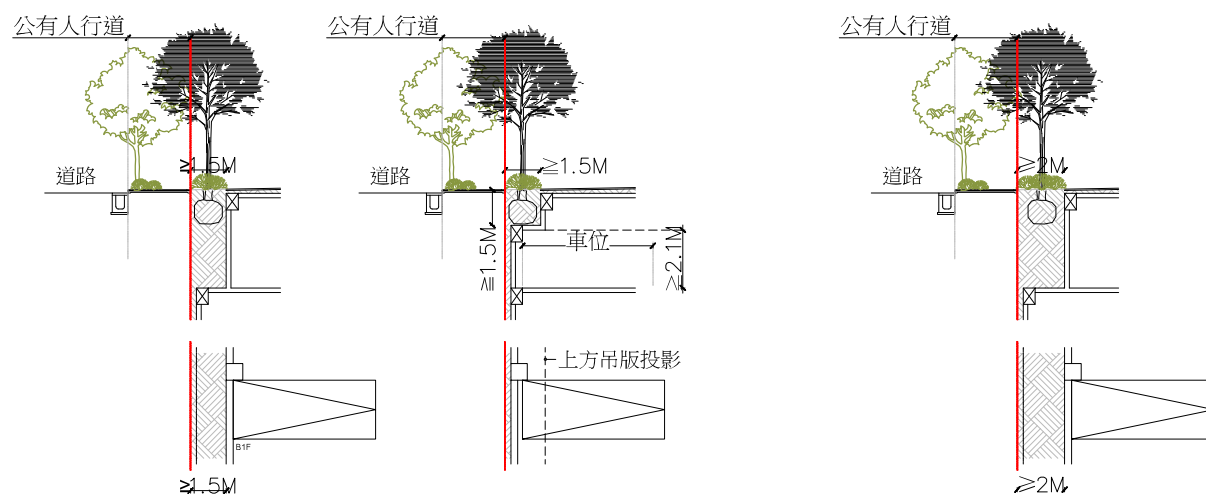 公有人行道
公有人行道
公有人行道
≥1.5M
≧1.5M
≥2M
道路
道路
道路
≧1.5M
車位
≥2.1M
上方吊版投影
B1F
≥1.5M
≥2M